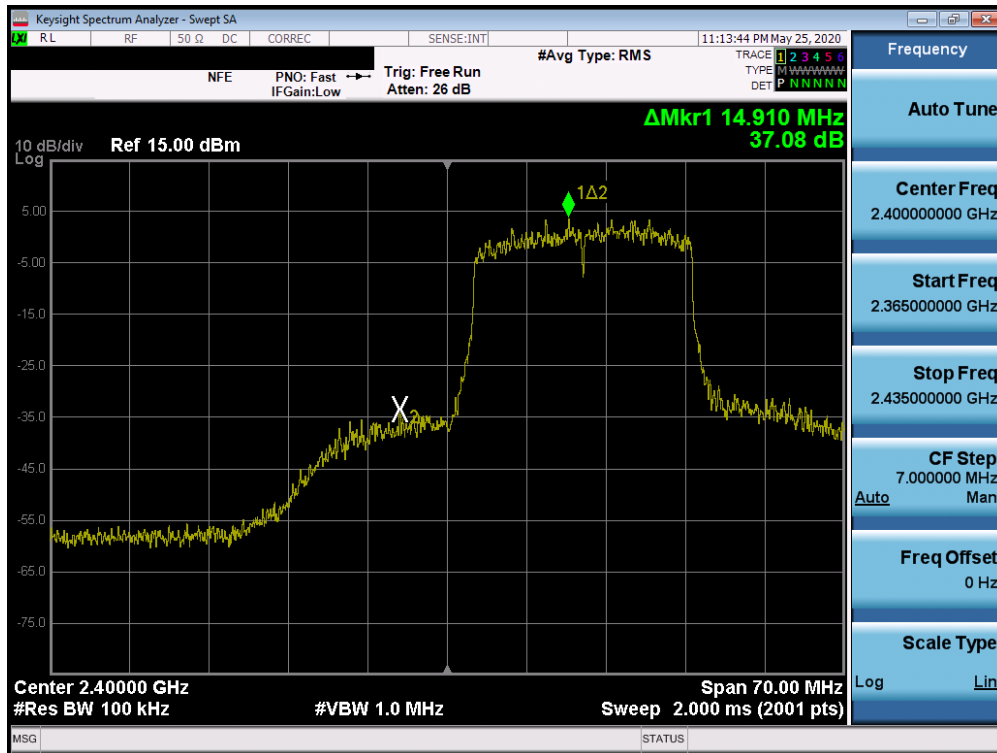 Keysight Spectrum Analyzer - Swept SA
LXI RL RF 50 Ω DC CORREC SENSE:INT 11:13:44 PM May 25, 2020
NFE PNO: Fast Trig: Free Run #Avg Type: RMS TRACE 1 2 3 4 5 6
IFGain:Low Atten: 26 dB TYPE M WWWWW
DET P N N N N N
ΔMkr1 14.910 MHz
37.08 dB
10 dB/div Ref 15.00 dBm
Log
1Δ2
5.00
-5.00
-15.0
-25.0
-35.0
X2
-45.0
-55.0
-65.0
-75.0
Center 2.40000 GHz Span 70.00 MHz
#Res BW 100 kHz #VBW 1.0 MHz Sweep 2.000 ms (2001 pts)
MSG STATUS
Frequency
Auto Tune
Center Freq
2.400000000 GHz
Start Freq
2.365000000 GHz
Stop Freq
2.435000000 GHz
CF Step
7.000000 MHz
Auto Man
Freq Offset
0 Hz
Scale Type
Log Lin